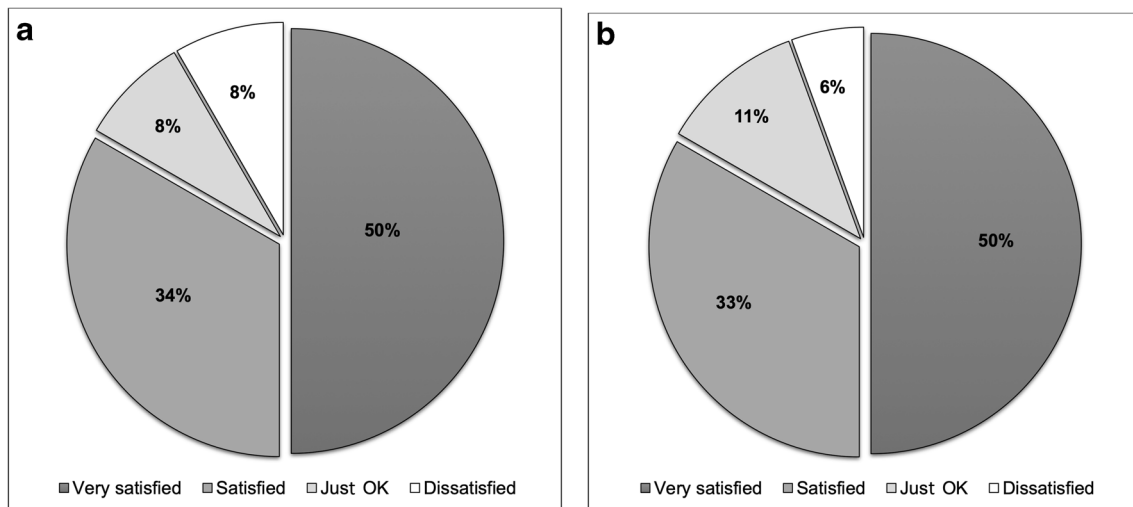 a
8%
8%
50%
34%
Very satisfied Satisfied Just OK Dissatisfied
b
6%
11%
50%
33%
Very satisfied Satisfied Just OK Dissatisfied